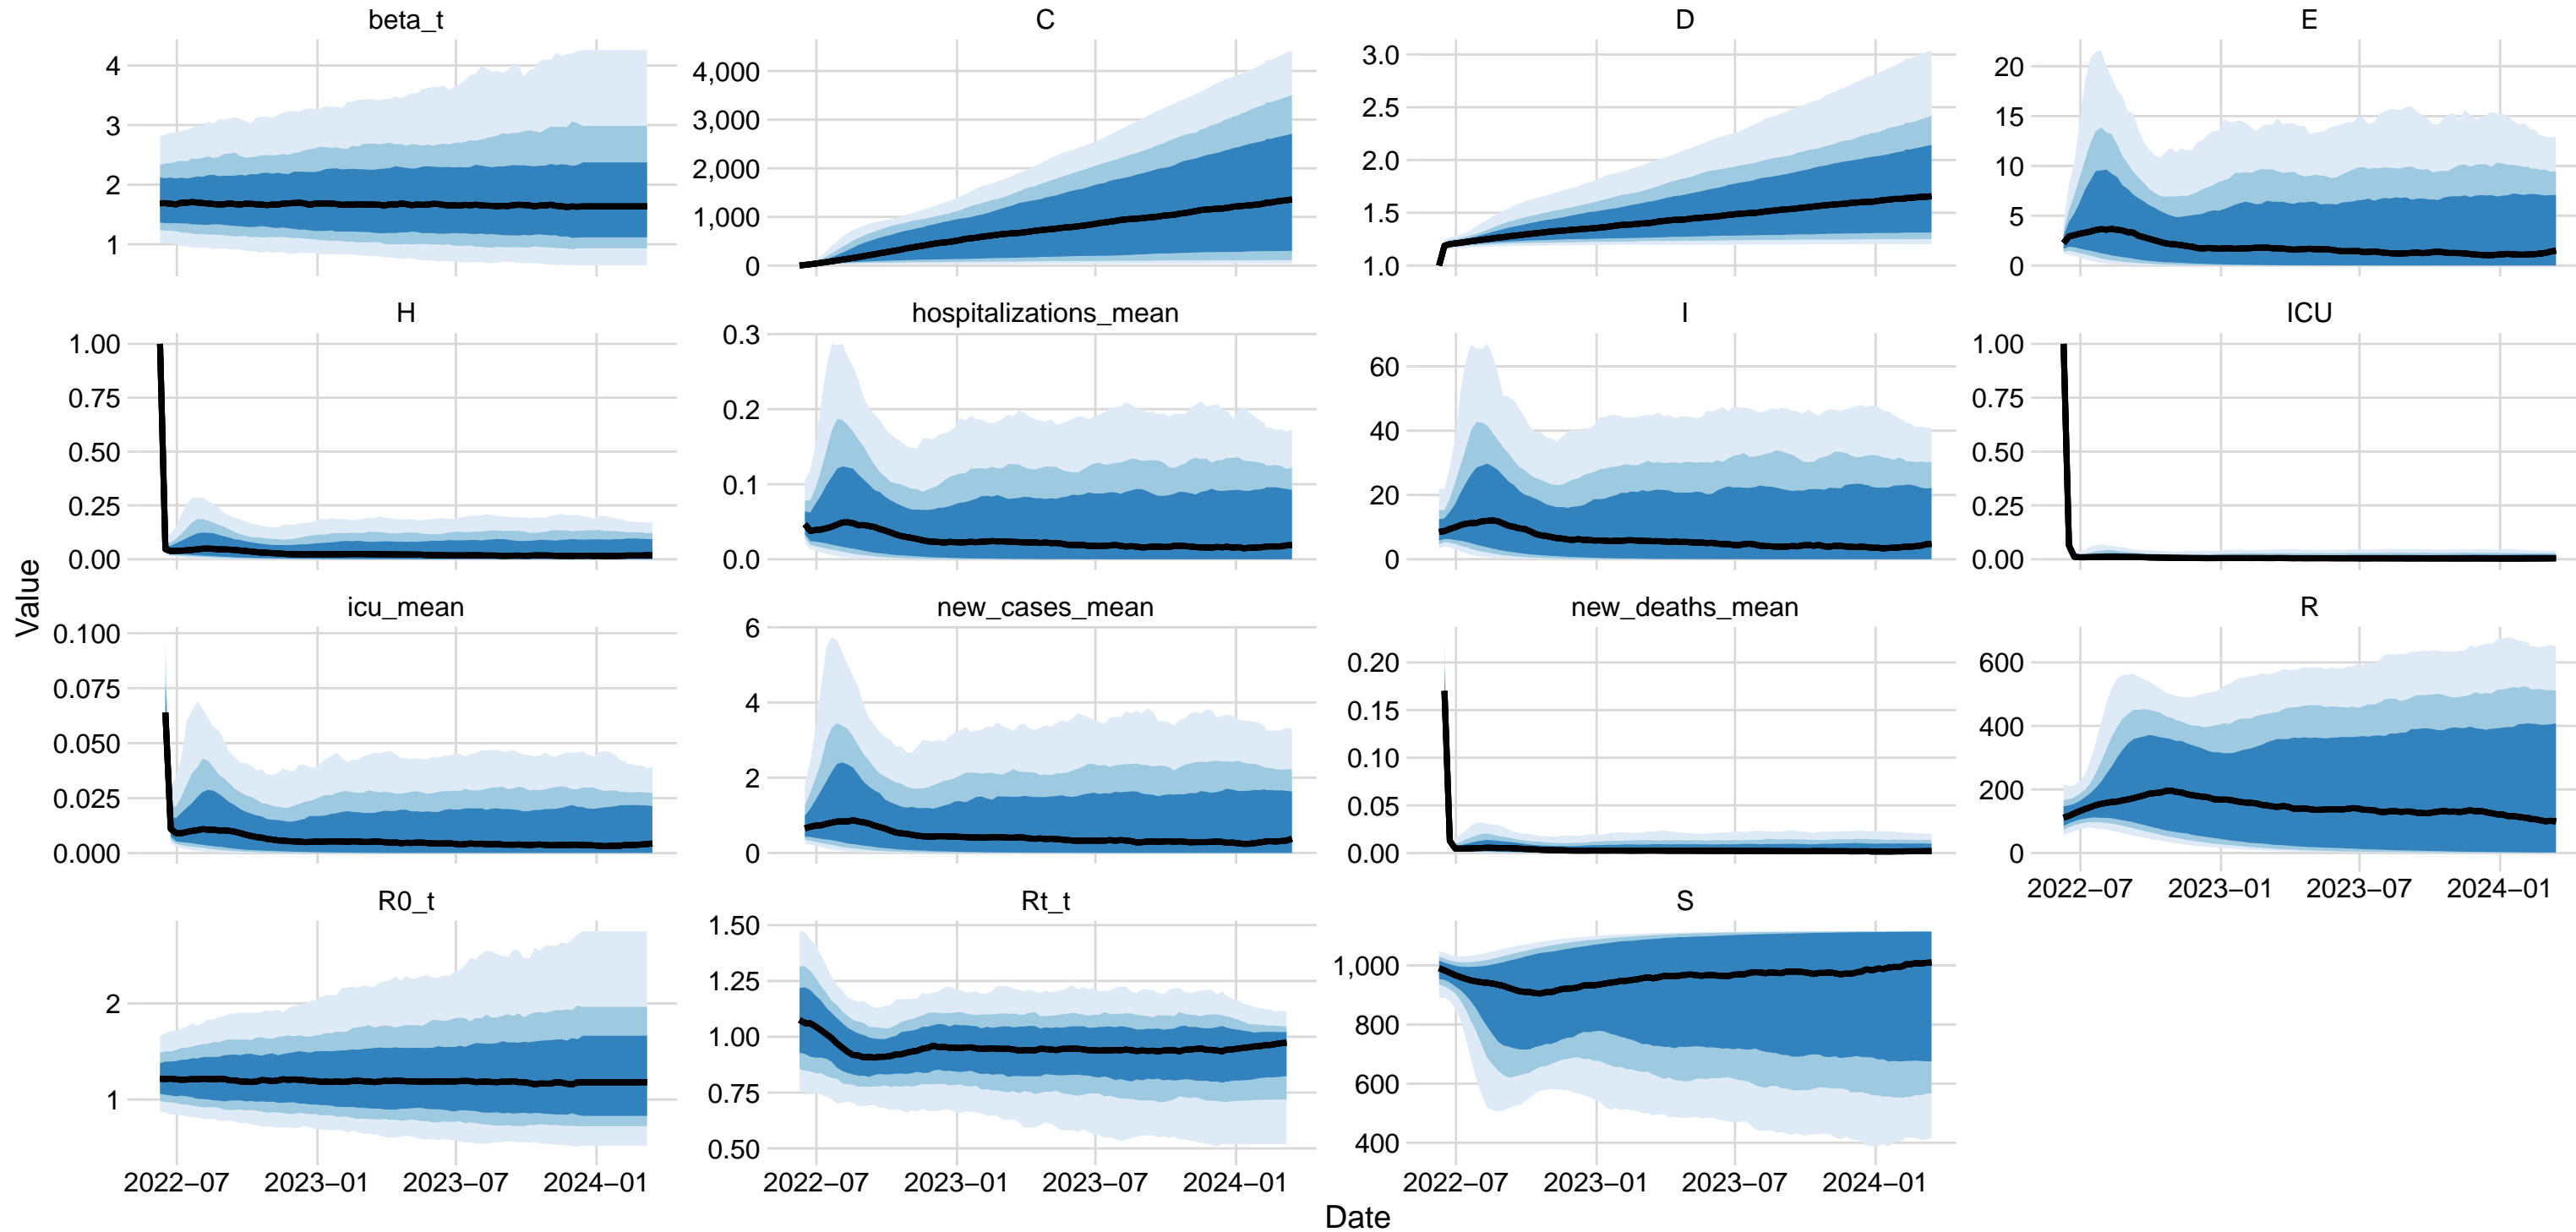 beta_t C D E
4 4,000 3.0 20
3 3,000 2.5 15
2 2,000 2.0 10
1 1,000 1.5 5
0 1.0 0
H hospitalizations_mean I ICU
1.00 0.3 60 1.00
0.75 0.2 40 0.75
0.50 0.1 20 0.50
0.25 0.0 0 0.25
0.00 0.00
Value
icu_mean new_cases_mean new_deaths_mean R
0.100 6 0.20 600
0.075 4 0.15 400
0.050 2 0.10 200
0.025 0 0.05 0
0.000 0.00
2022–07 2023–01 2023–07 2024–01
R0_t Rt_t S
2 1.50 1,000
1 1.25 800
1.00 600
0.75 400
0.50
2022–07 2023–01 2023–07 2024–01 2022–07 2023–01 2023–07 2024–01 2022–07 2023–01 2023–07 2024–01
Date